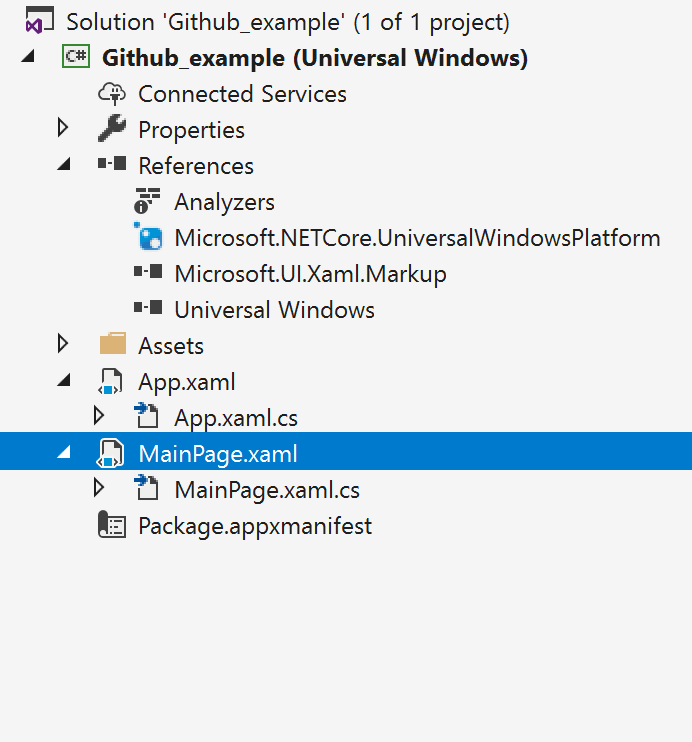 Solution 'Github_example' (1 of 1 project)
C# Github_example (Universal Windows)
Connected Services
Properties
References
Analyzers
Microsoft.NETCore.UniversalWindowsPlatform
Microsoft.UI.Xaml.Markup
Universal Windows
Assets
App.xaml
App.xaml.cs
MainPage.xaml
MainPage.xaml.cs
Package.appxmanifest